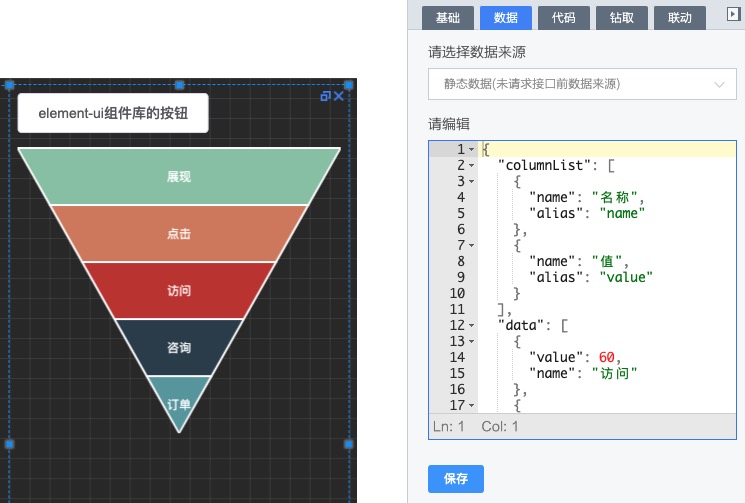 基础 数据 代码 钻取 联动
请选择数据来源
静态数据(未请求接口前数据来源)
请编辑
1 {
2 "columnList": [
3 {
4 "name": "名称",
5 "alias": "name"
6 },
7 {
8 "name": "值",
9 "alias": "value"
10 }
11 ],
12 "data": [
13 {
14 "value": 60,
15 "name": "访问"
16 },
17 {
Ln: 1 Col: 1
保存
element-ui组件库的按钮
展现
点击
访问
咨询
订单